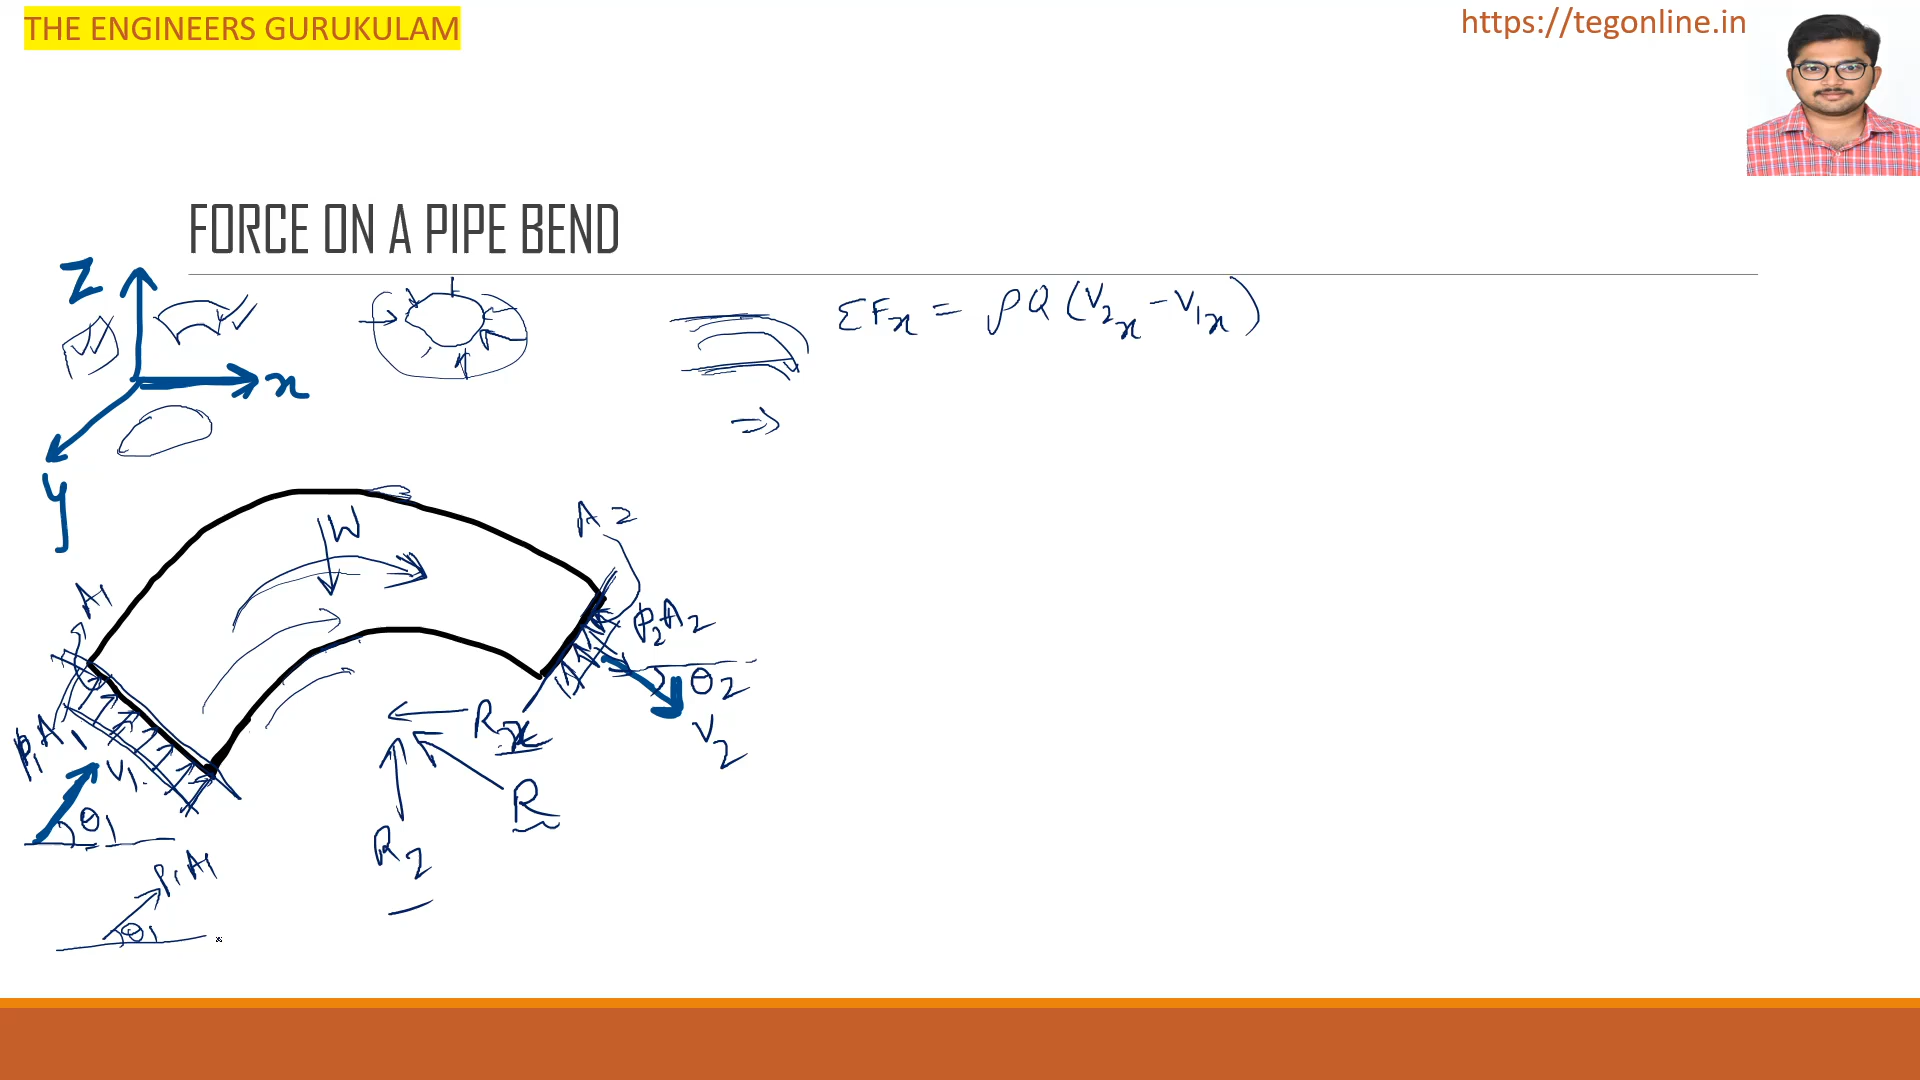 THE ENGINEERS GURUKULAM
https://tegonline.in
FORCE ON A PIPE BEND
Z
x
y
ΣFx = ρQ (V2x - V1x)
W
A2
A1
p2A2
θ2
V2
p1A1
V1
θ1
Rx
R
Rz
p1A1
θ1